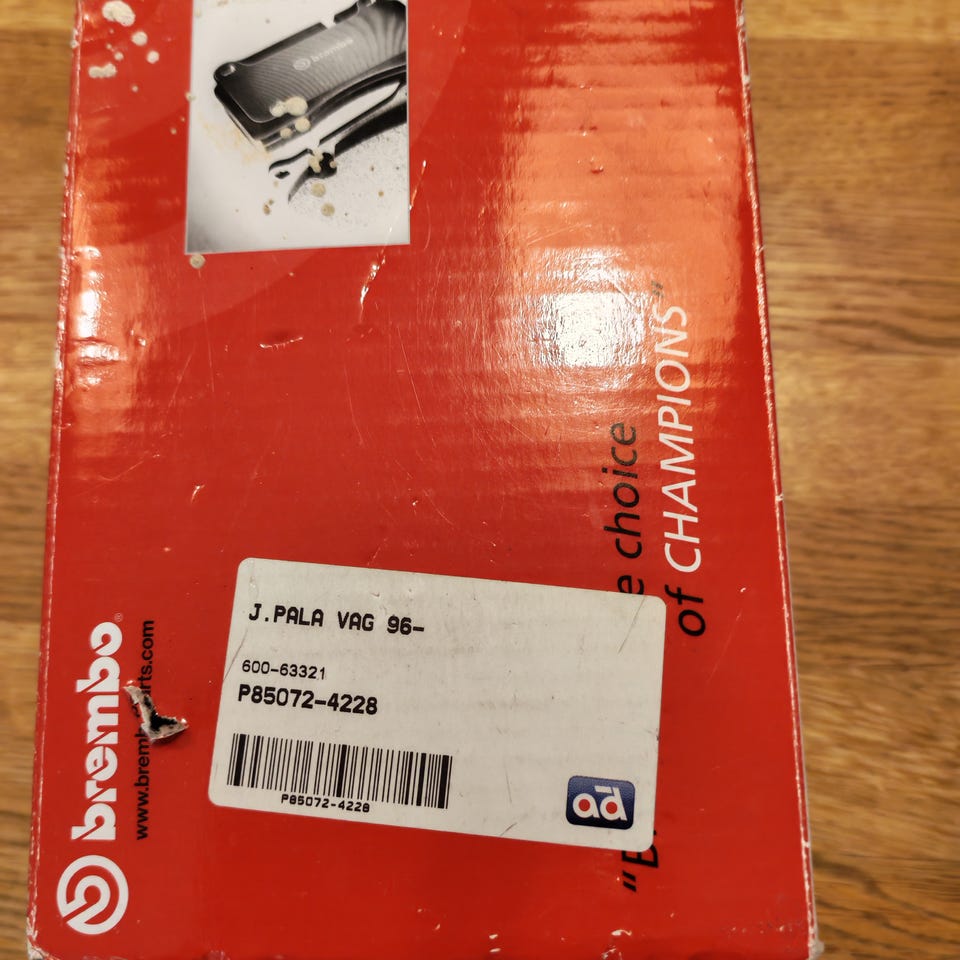 brembo
J.PALA VAG 96-
600-63321
P85072-4228
P85072-4228
ad
choice
of CHAMPIONS"
brembo®